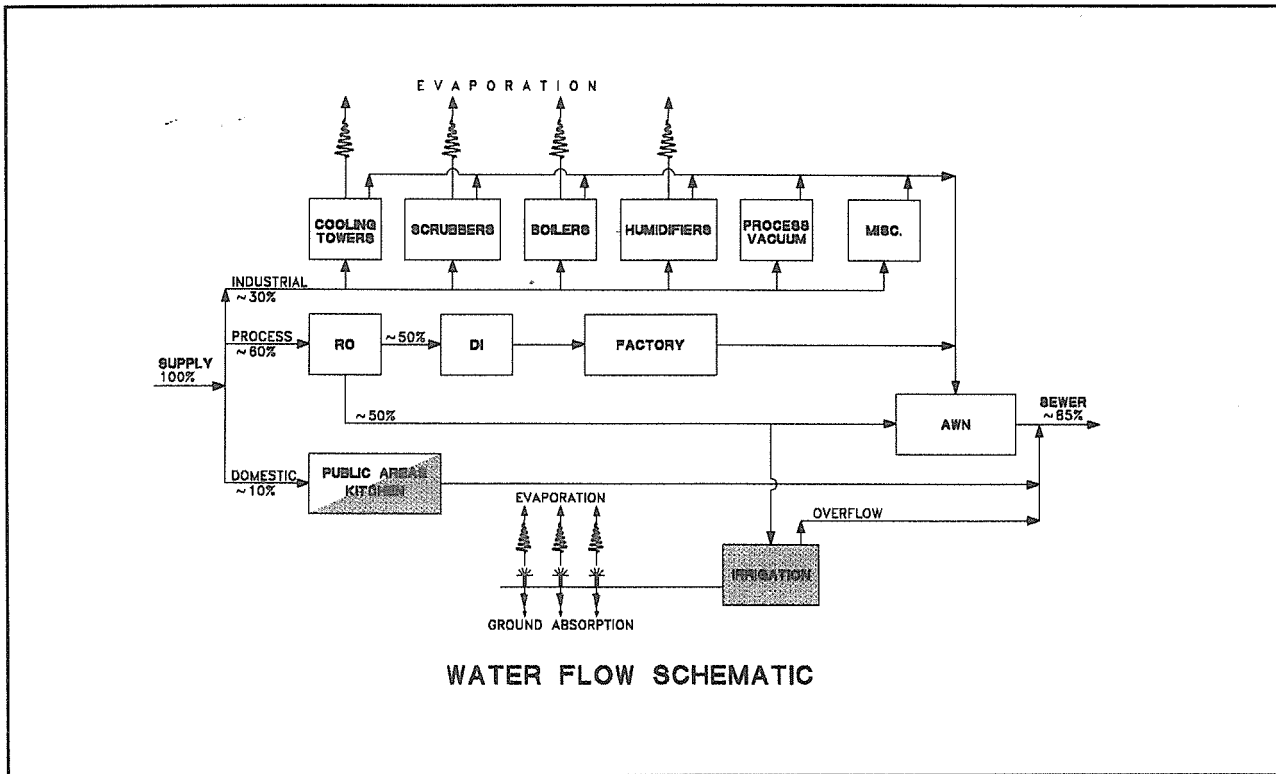 EVAPORATION
COOLING
TOWERS
SCRUBBERS
BOILERS
HUMIDIFIERS
PROCESS
VACUUM
MISC.
INDUSTRIAL
~30%
PROCESS
~60%
RO
~50%
DI
FACTORY
SUPPLY
100%
~50%
AWN
SEWER
~85%
DOMESTIC
~10%
PUBLIC AREAS
KITCHEN
EVAPORATION
OVERFLOW
IRRIGATION
GROUND ABSORPTION
WATER FLOW SCHEMATIC